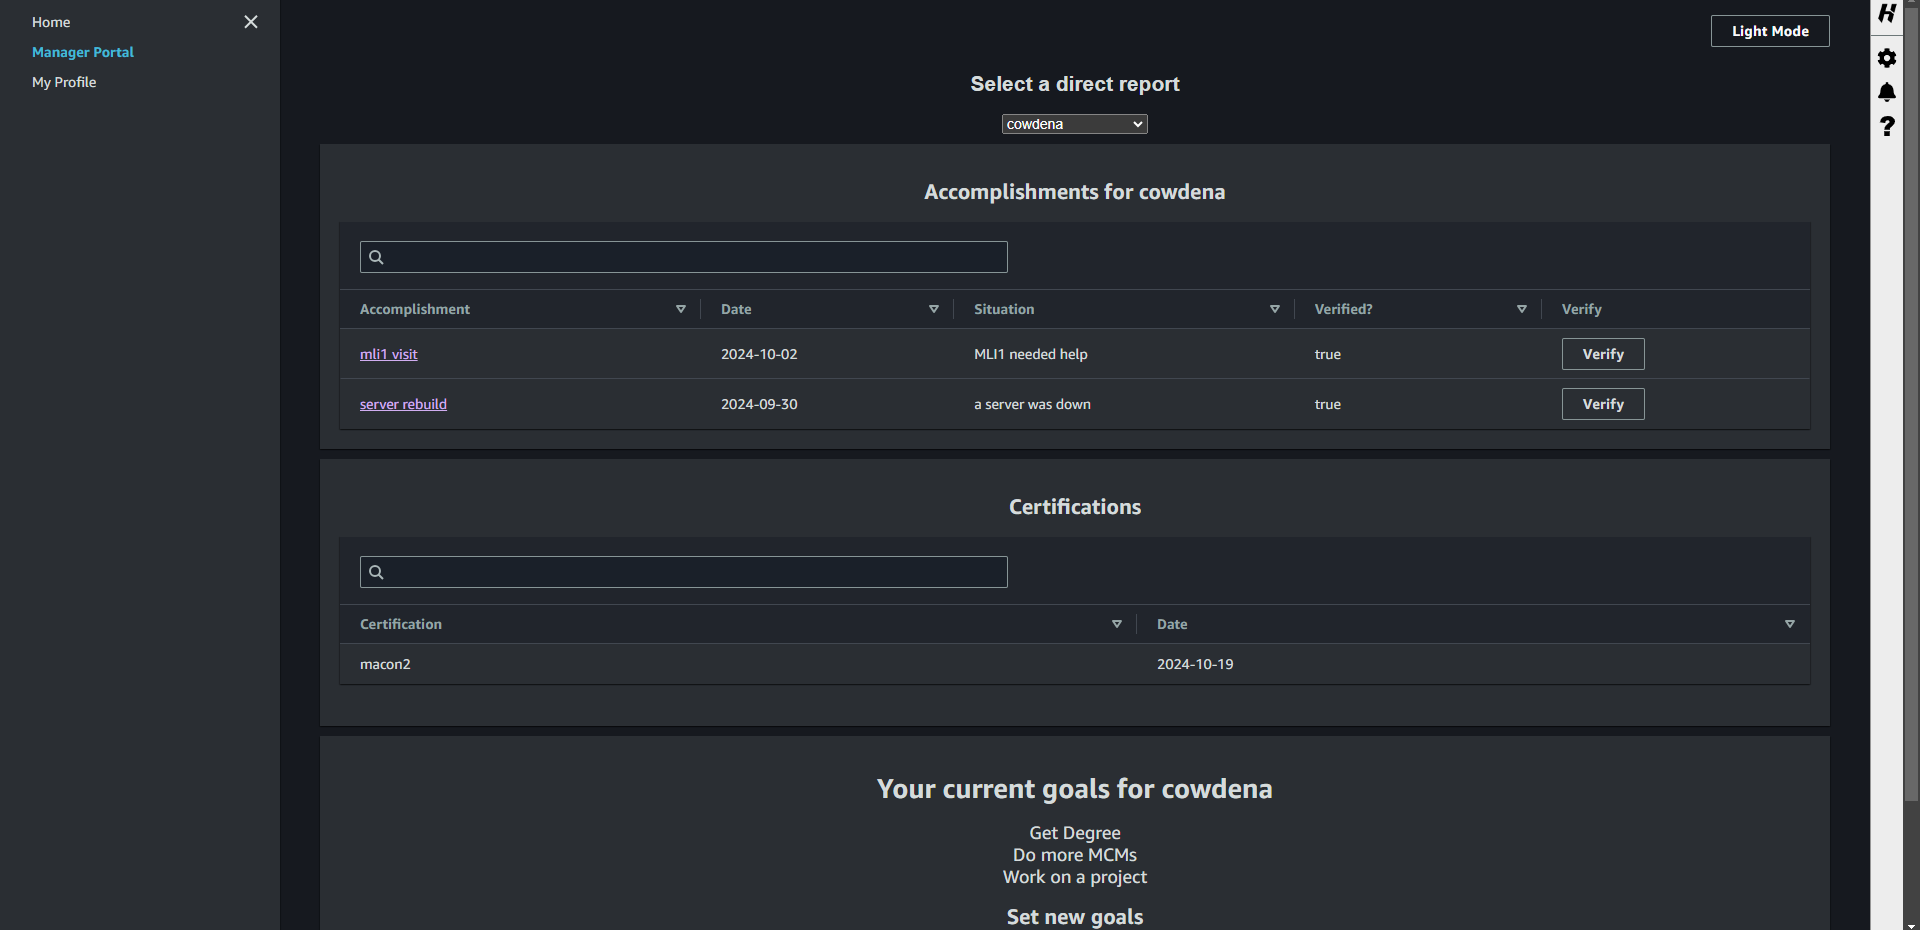 Home
Manager Portal
My Profile
Light Mode
Select a direct report
cowdena
Accomplishments for cowdena
Accomplishment Date Situation Verified? Verify
mli1 visit 2024-10-02 MLI1 needed help true Verify
server rebuild 2024-09-30 a server was down true Verify
Certifications
Certification Date
macon2 2024-10-19
Your current goals for cowdena
Get Degree
Do more MCMs
Work on a project
Set new goals